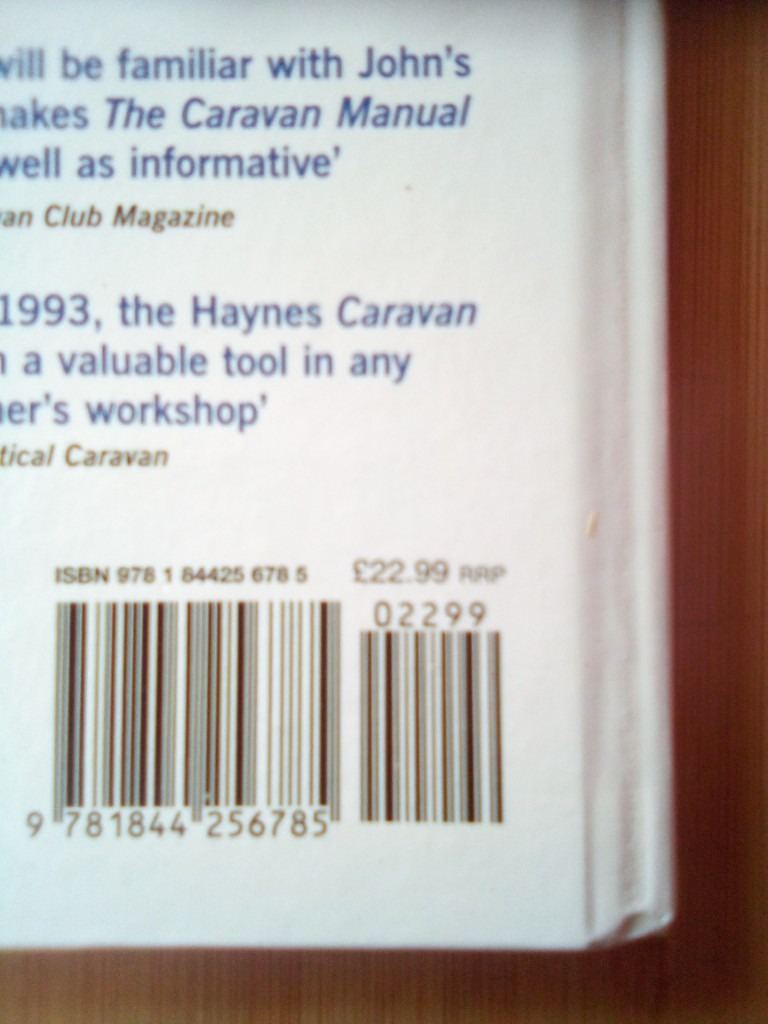 will be familiar with John's
makes The Caravan Manual
well as informative'
van Club Magazine
1993, the Haynes Caravan
n a valuable tool in any
ner's workshop'
tical Caravan
ISBN 978 1 84425 678 5 £22.99 RRP
02299
9 781844 256785